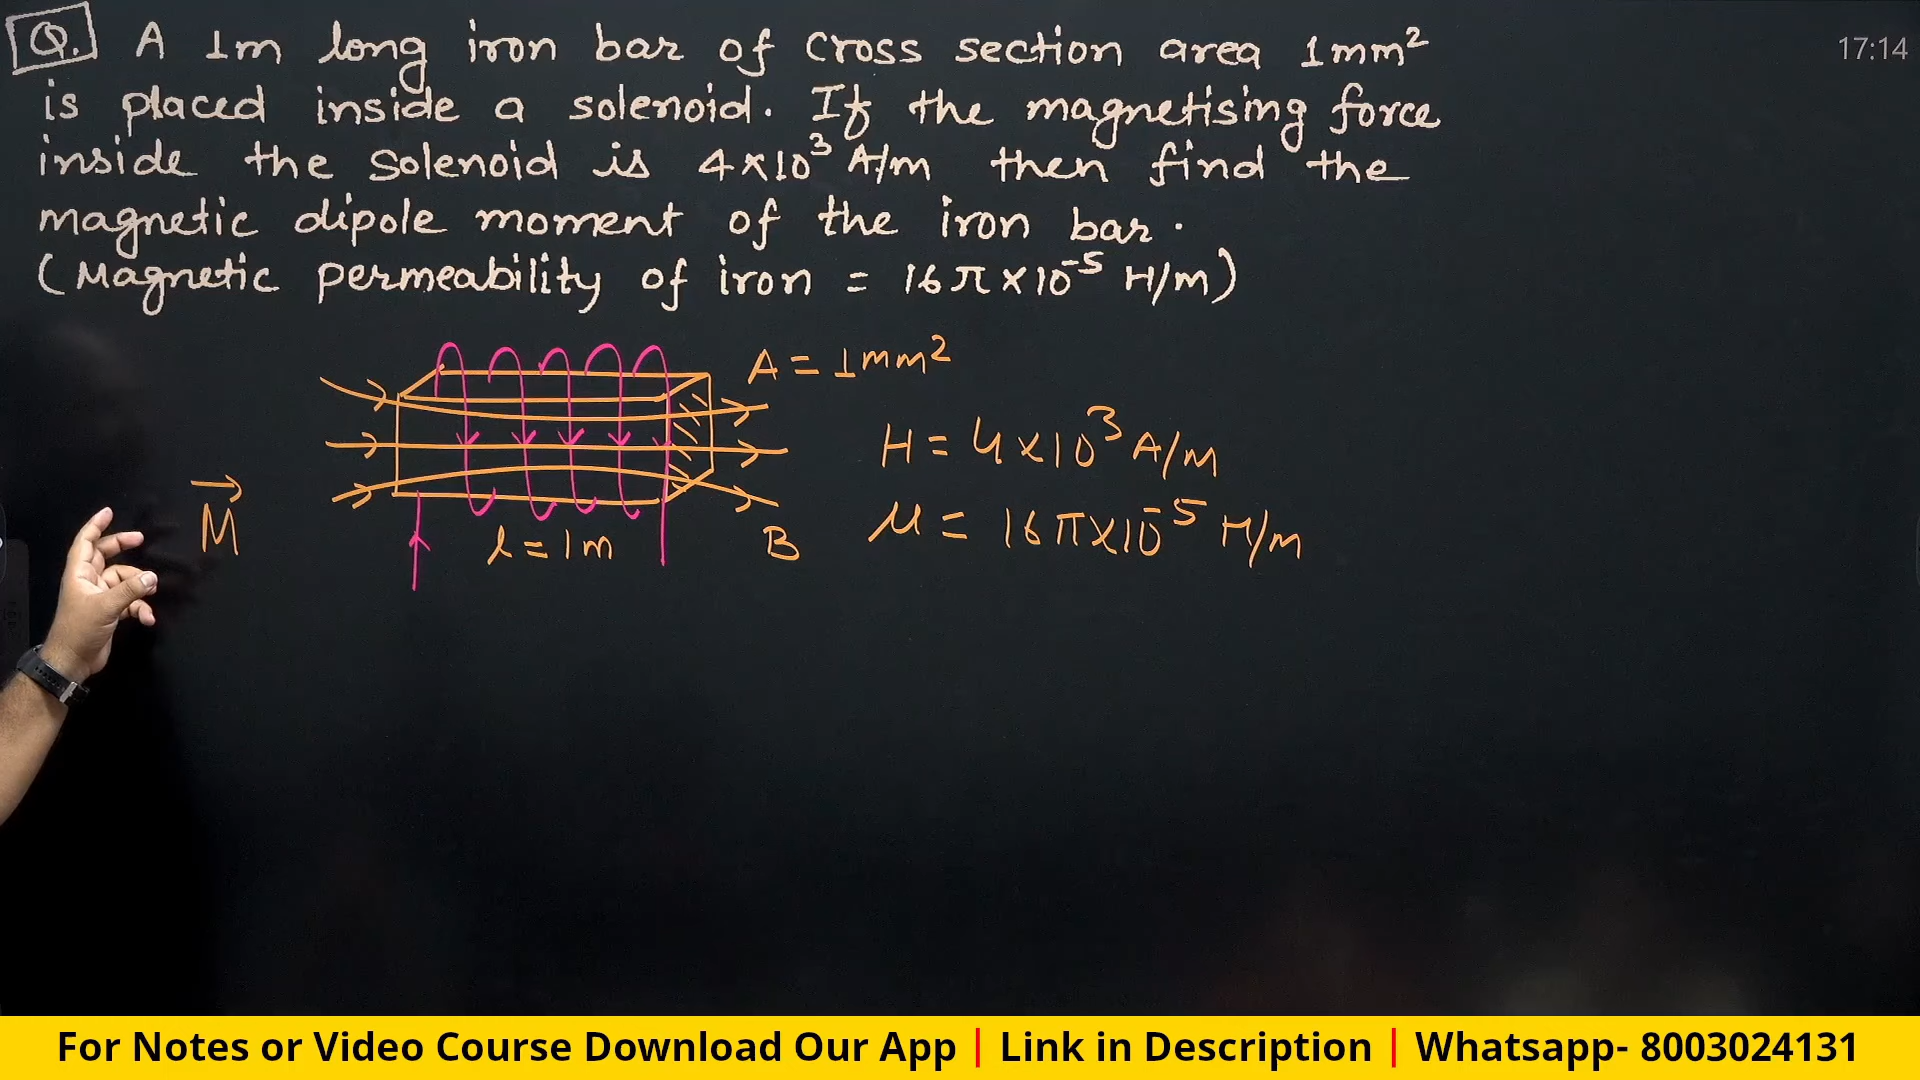 Q. A 1m long iron bar of cross section area 1mm²
17:14
is placed inside a solenoid. If the magnetising force
inside the solenoid is 4×10³ A/m then find the
magnetic dipole moment of the iron bar.
(Magnetic permeability of iron = 16π×10⁻⁵ H/m)
A = 1mm²
H = 4×10³ A/m
M⃗
l = 1m
B
μ = 16π×10⁻⁵ H/m
For Notes or Video Course Download Our App | Link in Description | Whatsapp- 8003024131